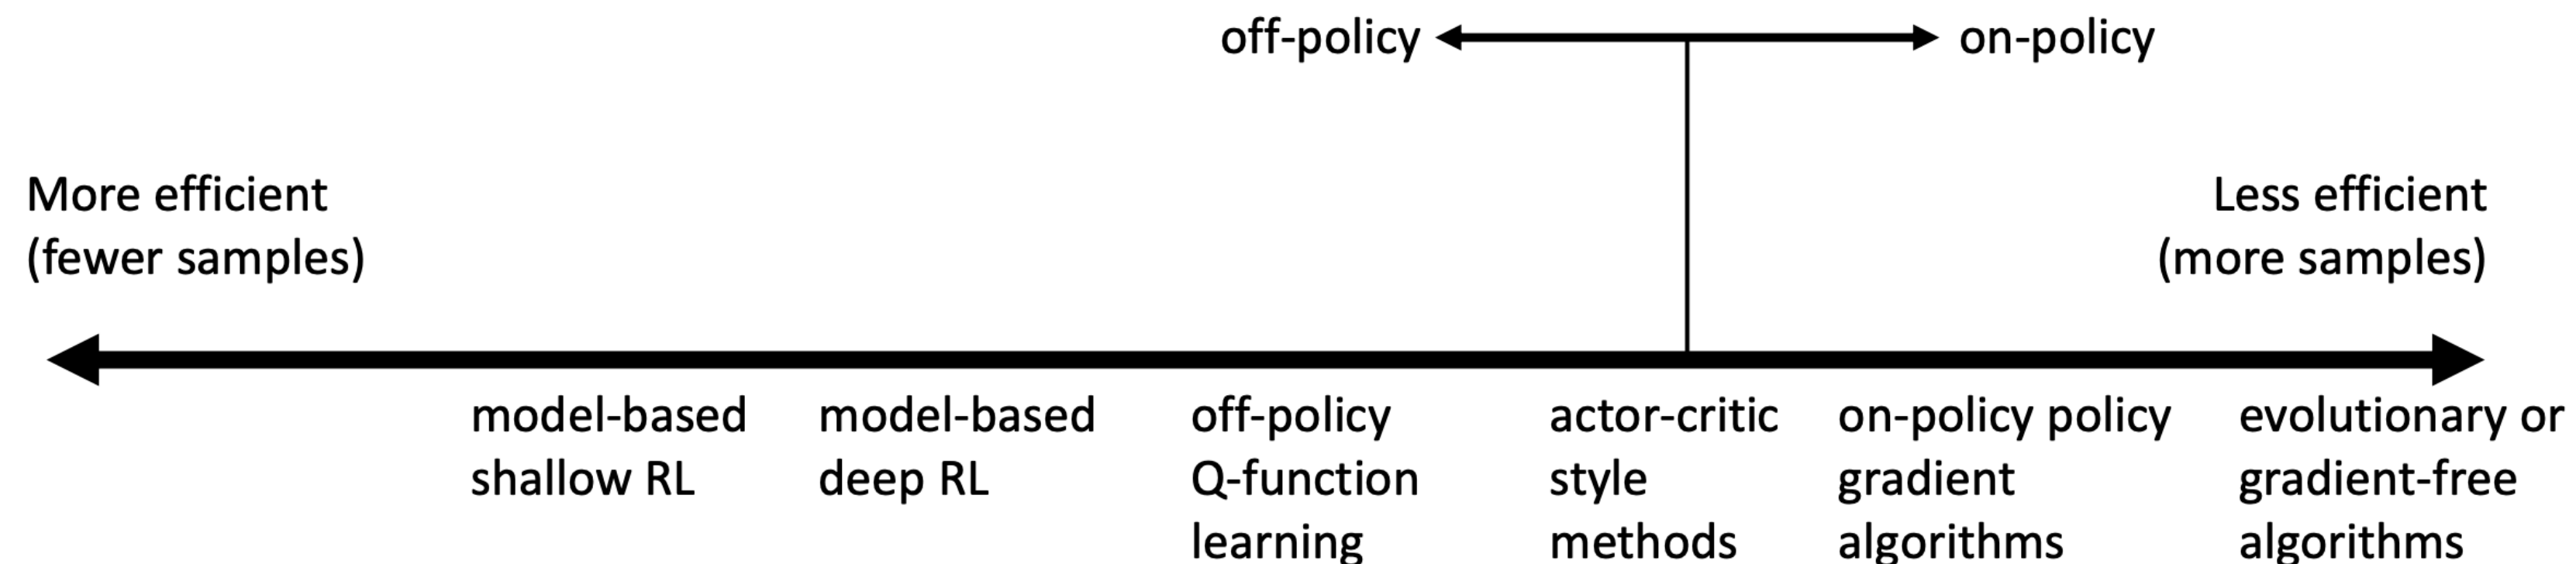 off-policy
on-policy
More efficient
(fewer samples)
Less efficient
(more samples)
model-based
shallow RL
model-based
deep RL
off-policy
Q-function
learning
actor-critic
style
methods
on-policy policy
gradient
algorithms
evolutionary or
gradient-free
algorithms